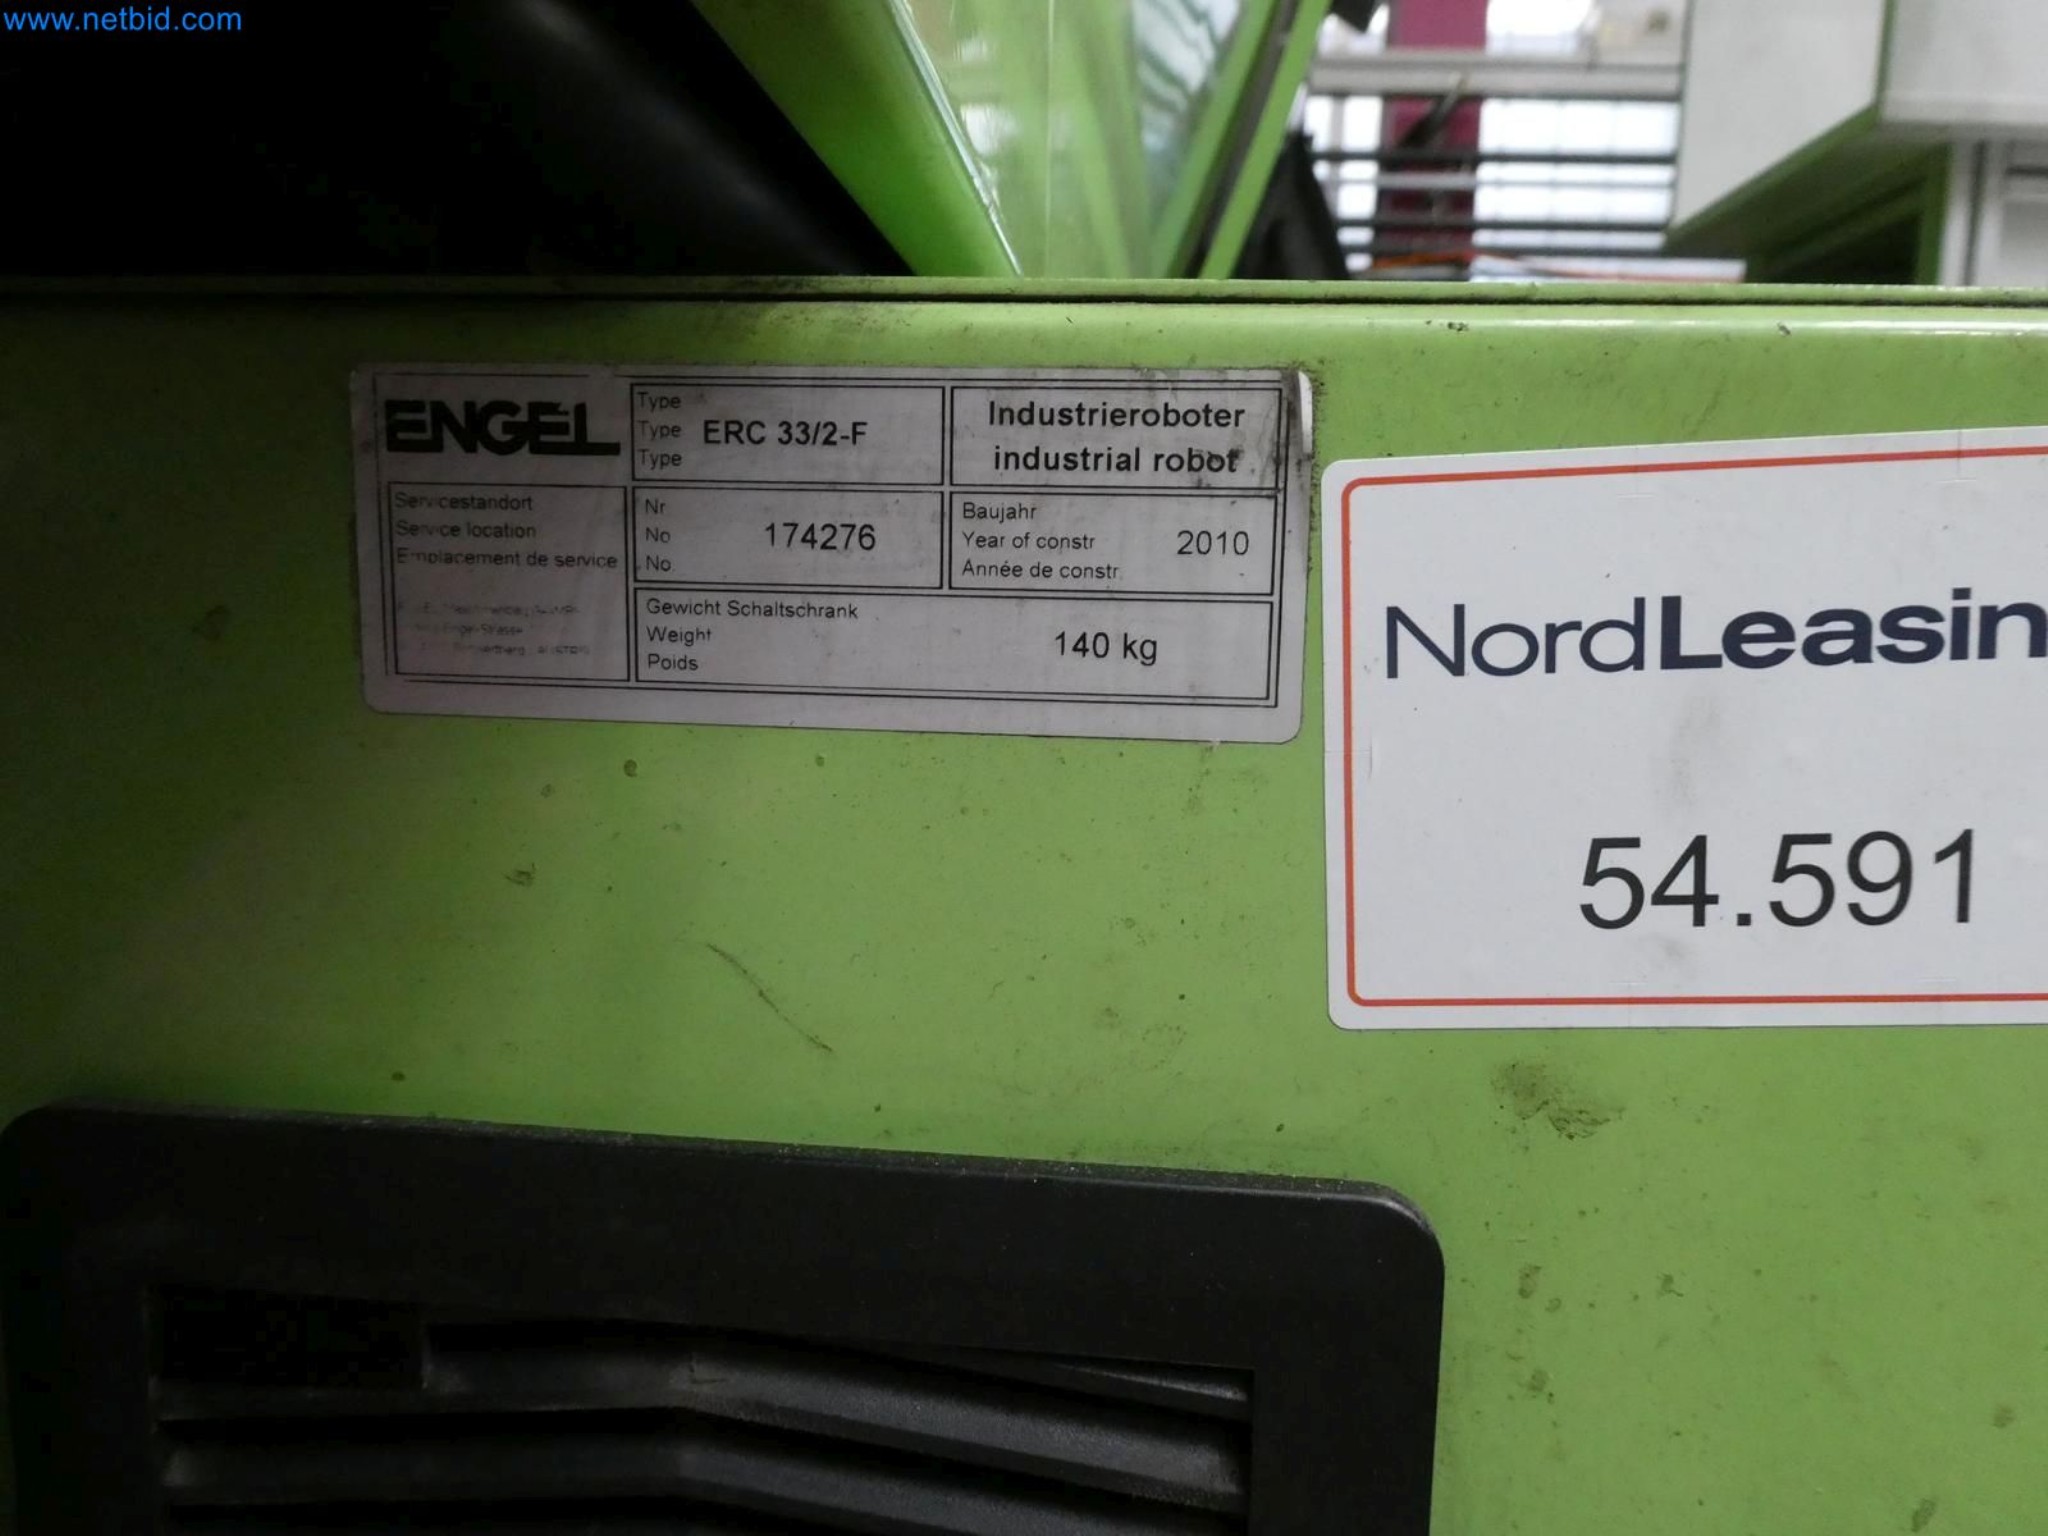 www.netbid.com
ENGEL
Type
Type
Type
ERC 33/2-F
Industrieroboter
industrial robot
Servicestandort
Service location
Emplacement de service
Nr
No
No.
174276
Baujahr
Year of constr
Année de constr.
2010
Gewicht Schaltschrank
Weight
Poids
140 kg
NordLeasin
54.591